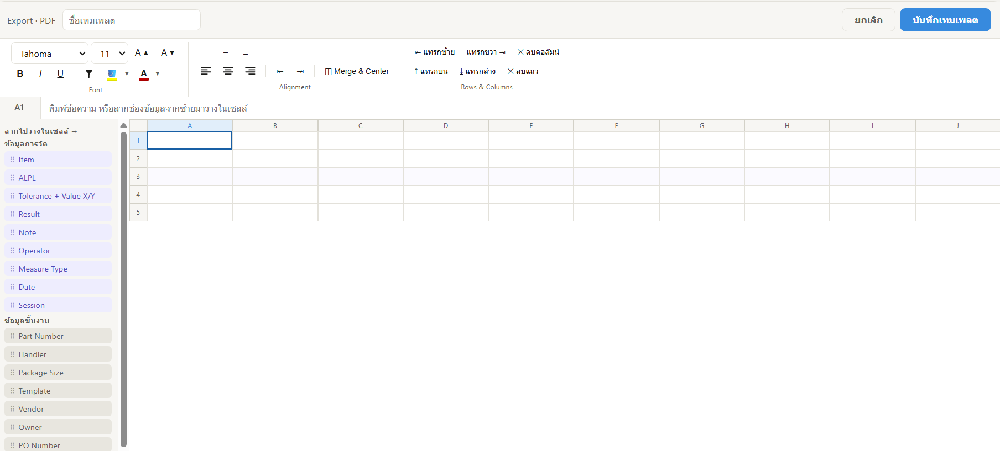 Export · PDF ชื่อเทมเพลต ยกเลิก บันทึกเทมเพลต
Tahoma 11 A▲ A▼
B I U A
Font
Merge & Center
Alignment
⇤ แทรกซ้าย แทรกขวา ⇥ ✕ ลบคอลัมน์
⤒ แทรกบน ⤓ แทรกล่าง ✕ ลบแถว
Rows & Columns
A1 พิมพ์ข้อความ หรือลากช่องข้อมูลจากซ้ายมาวางในเซลล์
ลากไปวางในเซลล์ →
ข้อมูลการวัด
Item
ALPL
Tolerance + Value X/Y
Result
Note
Operator
Measure Type
Date
Session
ข้อมูลชิ้นงาน
Part Number
Handler
Package Size
Template
Vendor
Owner
PO Number
A B C D E F G H I J
1
2
3
4
5